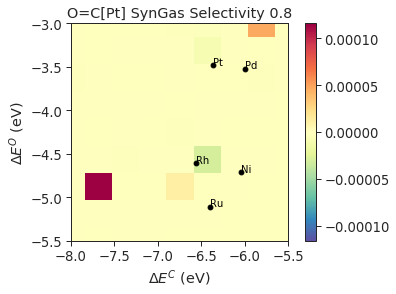 O=C[Pt] SynGas Selectivity 0.8
−3.0
−3.5
−4.0
−4.5
−5.0
−5.5
ΔE^O (eV)
Pt
Pd
Rh
Ni
Ru
−8.0 −7.5 −7.0 −6.5 −6.0 −5.5
ΔE^C (eV)
0.00010
0.00005
0.00000
−0.00005
−0.00010